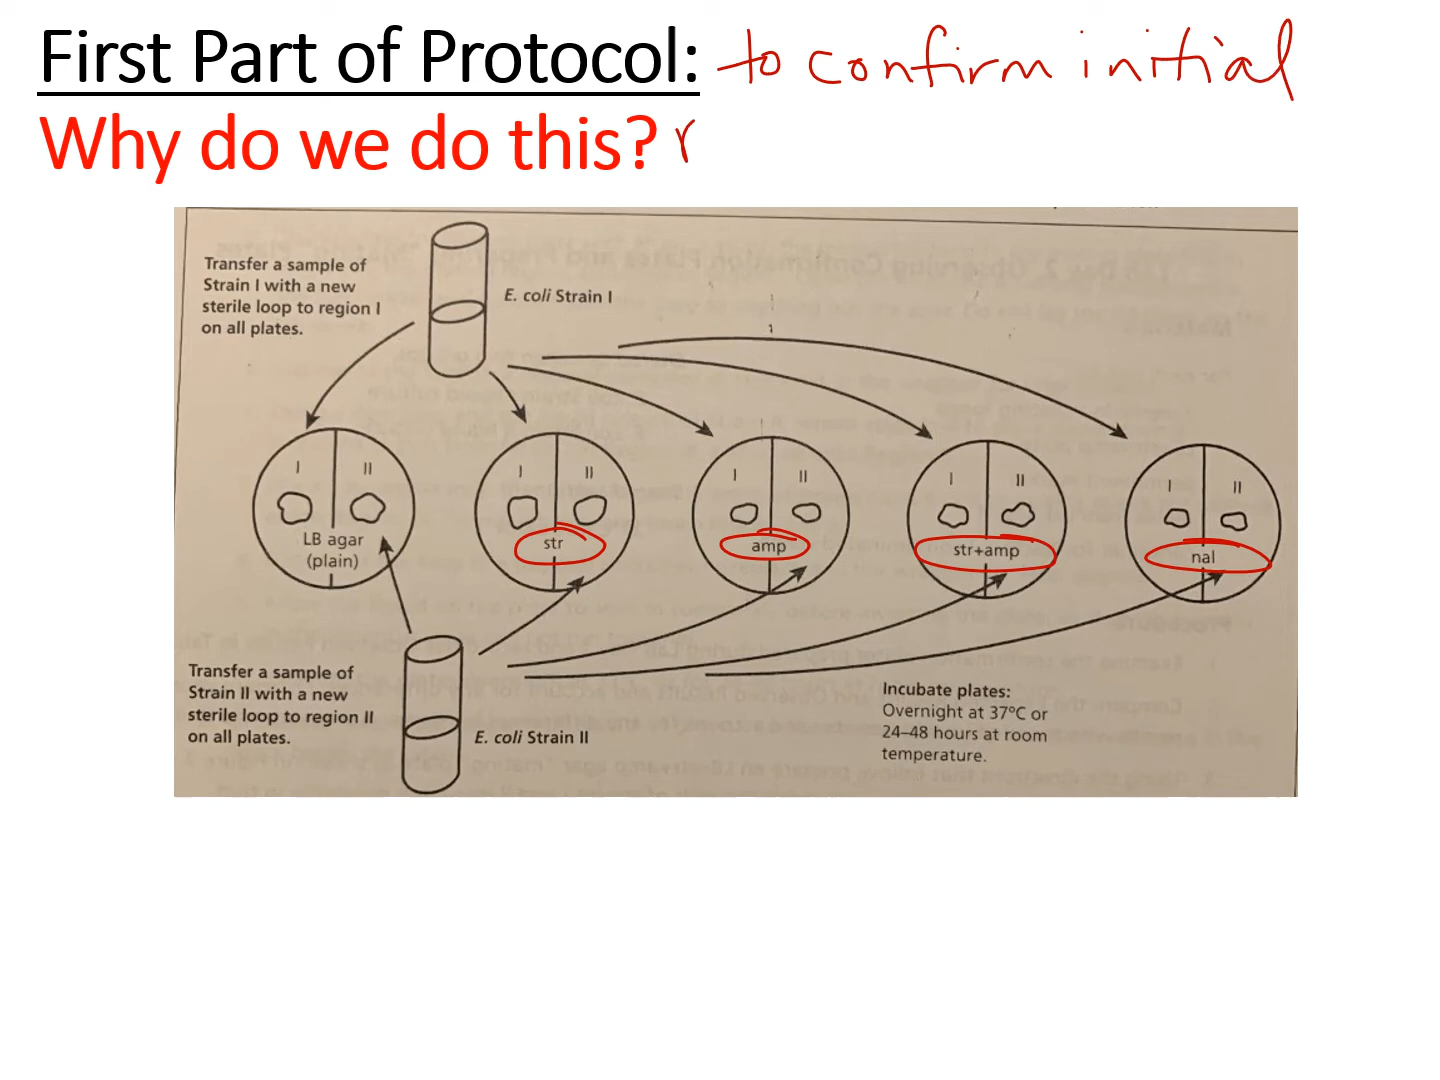 First Part of Protocol: to confirm initial
Why do we do this? r
Transfer a sample of
Strain I with a new
sterile loop to region I
on all plates.
E. coli Strain I
I II
LB agar
(plain)
I II
str
I II
amp
I II
str+amp
I II
nal
Transfer a sample of
Strain II with a new
sterile loop to region II
on all plates.
E. coli Strain II
Incubate plates:
Overnight at 37°C or
24–48 hours at room
temperature.